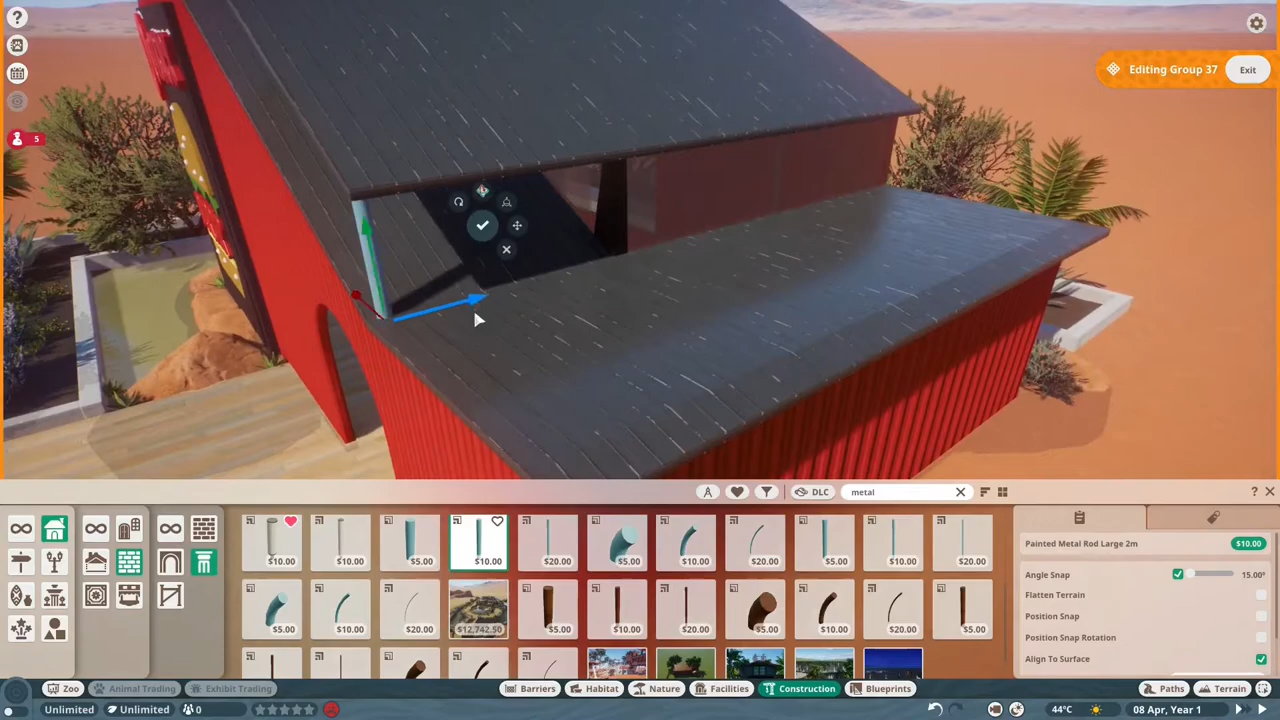 ?
Editing Group 37
Exit
5
DLC
metal
?
$10.00
$10.00
$5.00
$10.00
$20.00
$5.00
$10.00
$20.00
$5.00
$10.00
$20.00
$5.00
$10.00
$20.00
$12,742.50
$5.00
$10.00
$20.00
$5.00
$10.00
$20.00
$5.00
Painted Metal Rod Large 2m
$10.00
Angle Snap
15.00°
Flatten Terrain
Position Snap
Position Snap Rotation
Align To Surface
Zoo
Animal Trading
Exhibit Trading
Barriers
Habitat
Nature
Facilities
Construction
Blueprints
Paths
Terrain
Unlimited
Unlimited
0
44°C
08 Apr, Year 1